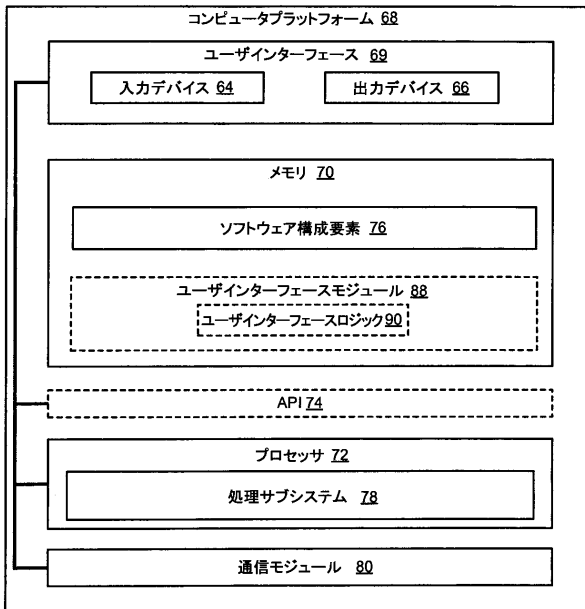 コンピュータプラットフォーム 68
ユーザインターフェース 69
入力デバイス 64
出力デバイス 66
メモリ 70
ソフトウェア構成要素 76
ユーザインターフェースモジュール 88
ユーザインターフェースロジック 90
API 74
プロセッサ 72
処理サブシステム 78
通信モジュール 80